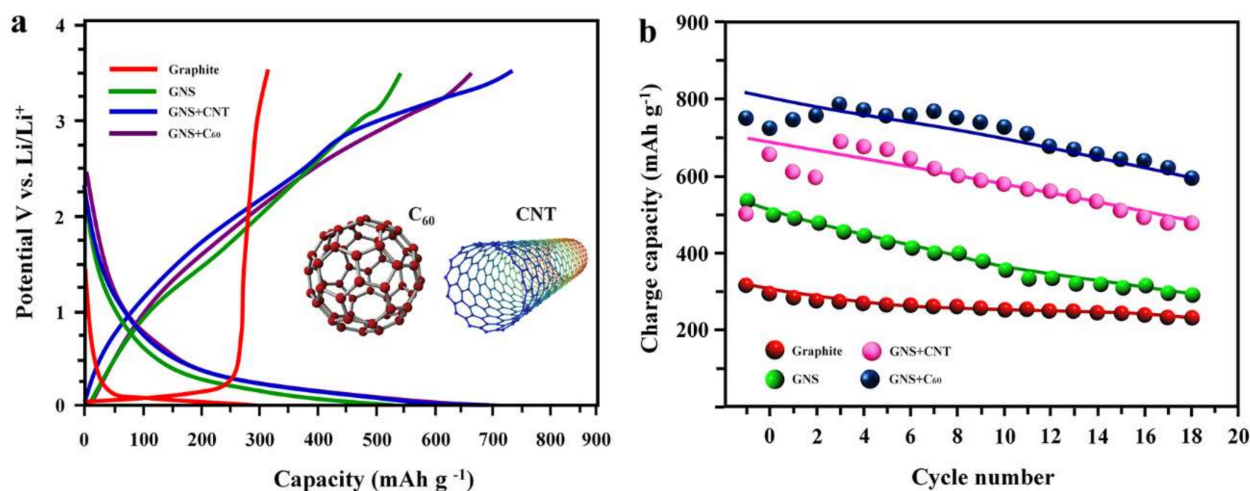 a
Potential V vs. Li/Li⁺
4
3
2
1
0
Graphite
GNS
GNS+CNT
GNS+C₆₀
C₆₀
CNT
0 100 200 300 400 500 600 700 800 900
Capacity (mAh g ⁻¹)
b
Charge capacity (mAh g⁻¹)
900
800
600
400
200
Graphite
GNS
GNS+CNT
GNS+C₆₀
0 2 4 6 8 10 12 14 16 18 20
Cycle number